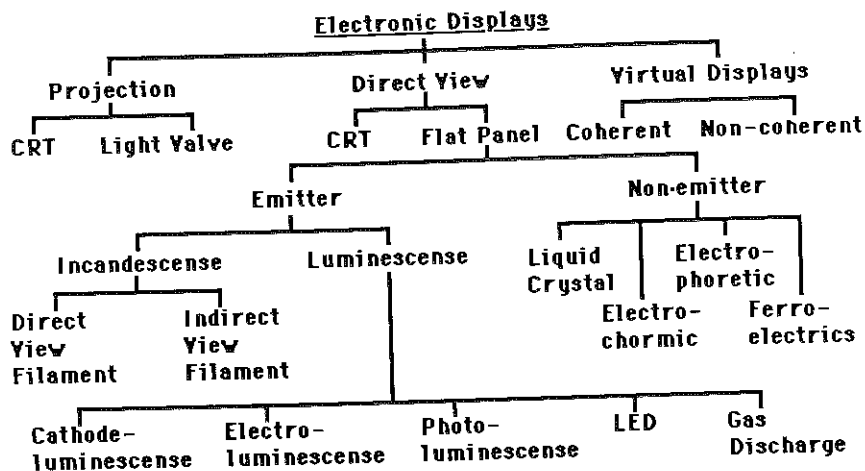 Electronic Displays
Projection
Direct View
Virtual Displays
CRT
Light Valve
CRT
Flat Panel
Coherent
Non-coherent
Emitter
Non-emitter
Incandescense
Luminescense
Liquid
Crystal
Electro-
phoretic
Electro-
chormic
Ferro-
electrics
Direct
View
Filament
Indirect
View
Filament
Cathode-
luminescense
Electro-
luminescense
Photo-
luminescense
LED
Gas
Discharge